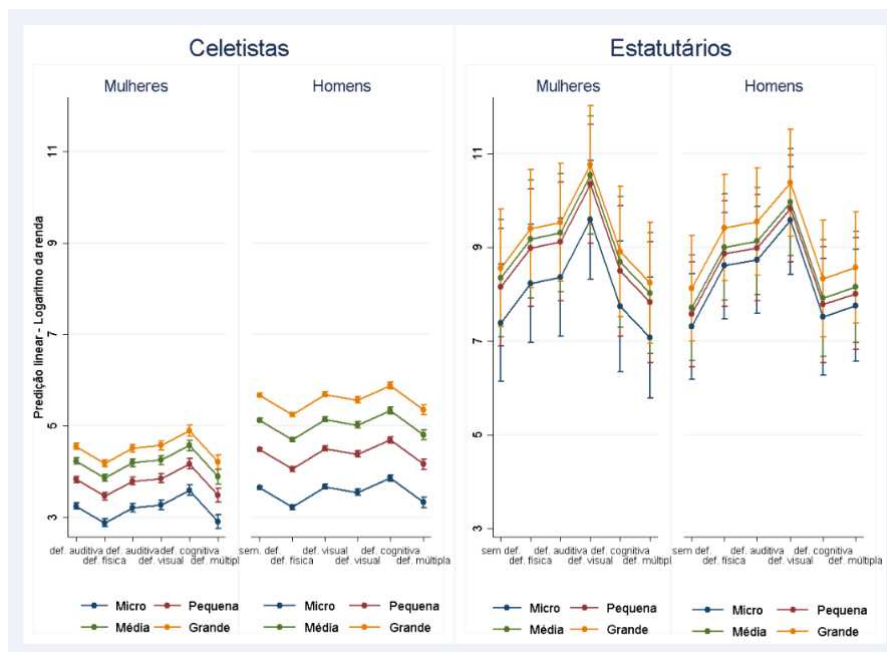 Celetistas
Estatutários
Mulheres
Homens
Mulheres
Homens
Predição linear - Logaritmo da renda
11
9
7
5
3
11
9
7
5
3
def. auditiva
def. física
def. auditiva
def. visual
def. cognitiva
def. múltipla
sem. def.
def. física
def. visual
def. visual
def. cognitiva
def. múltipla
sem def.
def. física
def. auditiva
def. visual
def. cognitiva
def. múltipla
sem def.
def. física
def. auditiva
def. visual
def. cognitiva
def. múltipla
Micro Pequena
Média Grande
Micro Pequena
Média Grande
Micro Pequena
Média Grande
Micro Pequena
Média Grande